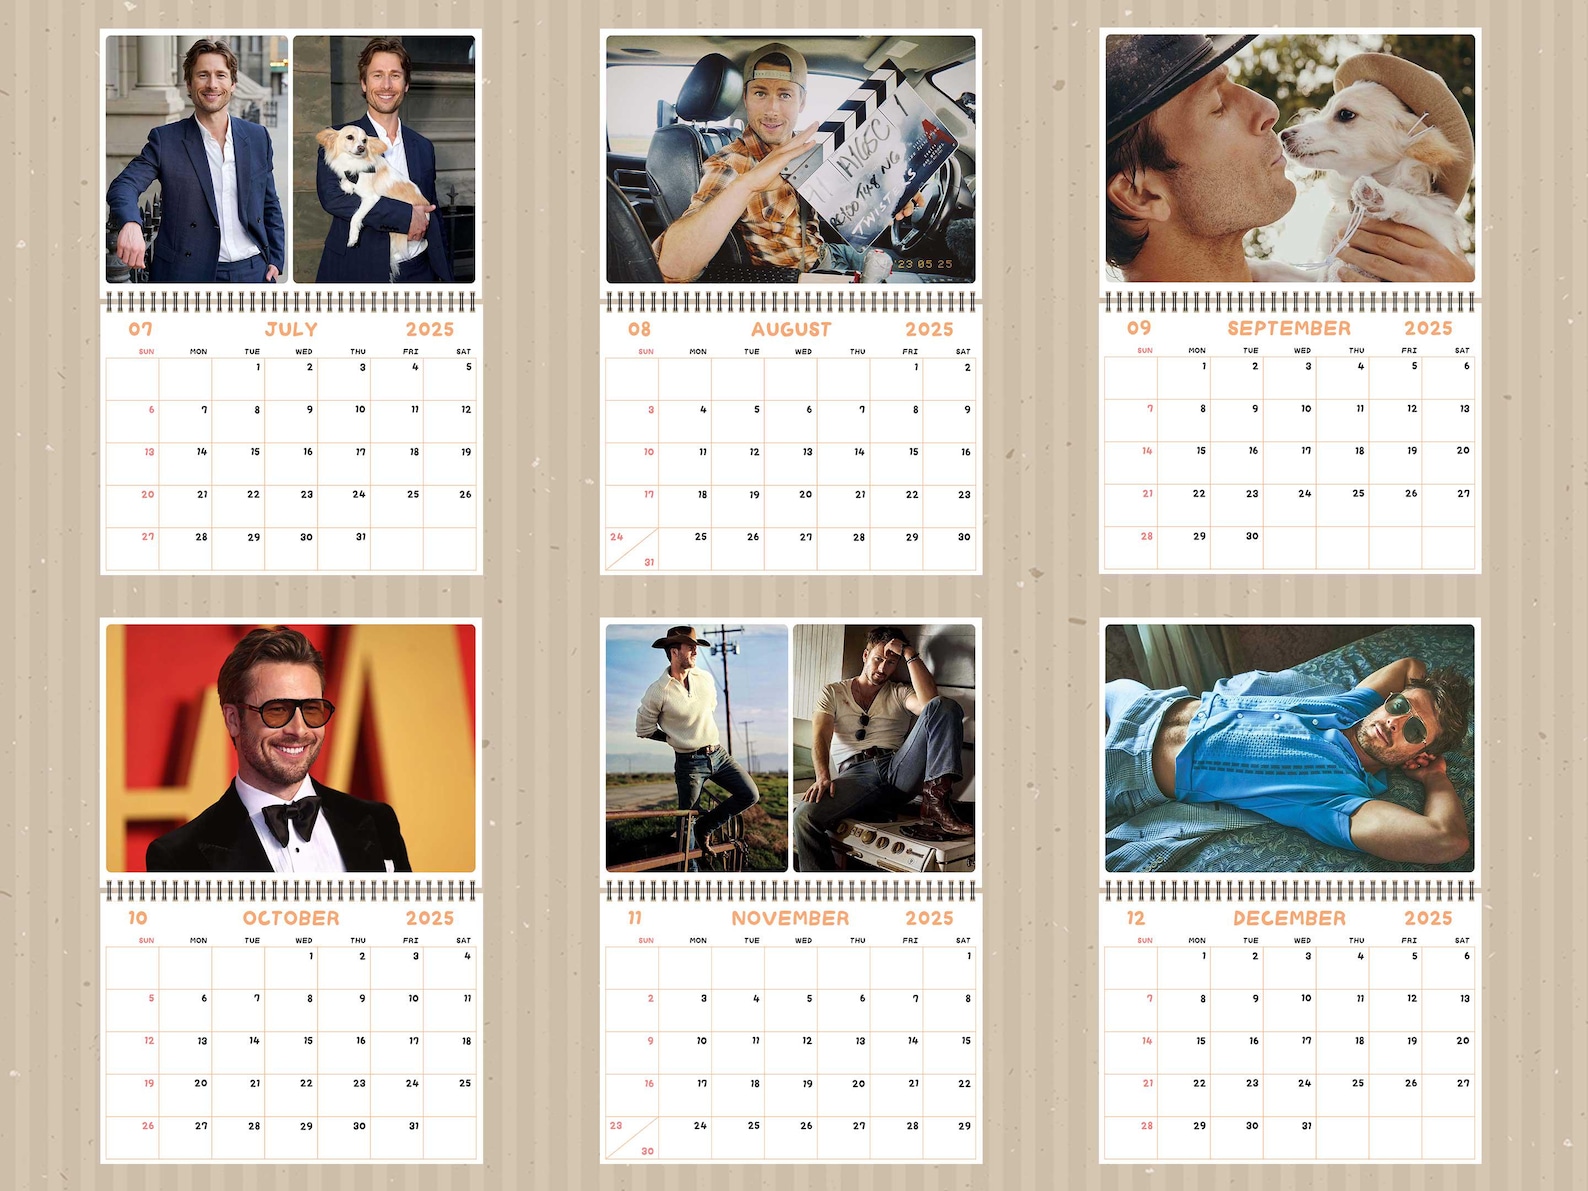 A165C 1
TWIST
'23 05 25
07 JULY 2025
SUN MON TUE WED THU FRI SAT
1 2 3 4 5
6 7 8 9 10 11 12
13 14 15 16 17 18 19
20 21 22 23 24 25 26
27 28 29 30 31
08 AUGUST 2025
SUN MON TUE WED THU FRI SAT
1 2
3 4 5 6 7 8 9
10 11 12 13 14 15 16
17 18 19 20 21 22 23
24 25 26 27 28 29 30
31
09 SEPTEMBER 2025
SUN MON TUE WED THU FRI SAT
1 2 3 4 5 6
7 8 9 10 11 12 13
14 15 16 17 18 19 20
21 22 23 24 25 26 27
28 29 30
10 OCTOBER 2025
SUN MON TUE WED THU FRI SAT
1 2 3 4
5 6 7 8 9 10 11
12 13 14 15 16 17 18
19 20 21 22 23 24 25
26 27 28 29 30 31
11 NOVEMBER 2025
SUN MON TUE WED THU FRI SAT
1
2 3 4 5 6 7 8
9 10 11 12 13 14 15
16 17 18 19 20 21 22
23 24 25 26 27 28 29
30
12 DECEMBER 2025
SUN MON TUE WED THU FRI SAT
1 2 3 4 5 6
7 8 9 10 11 12 13
14 15 16 17 18 19 20
21 22 23 24 25 26 27
28 29 30 31